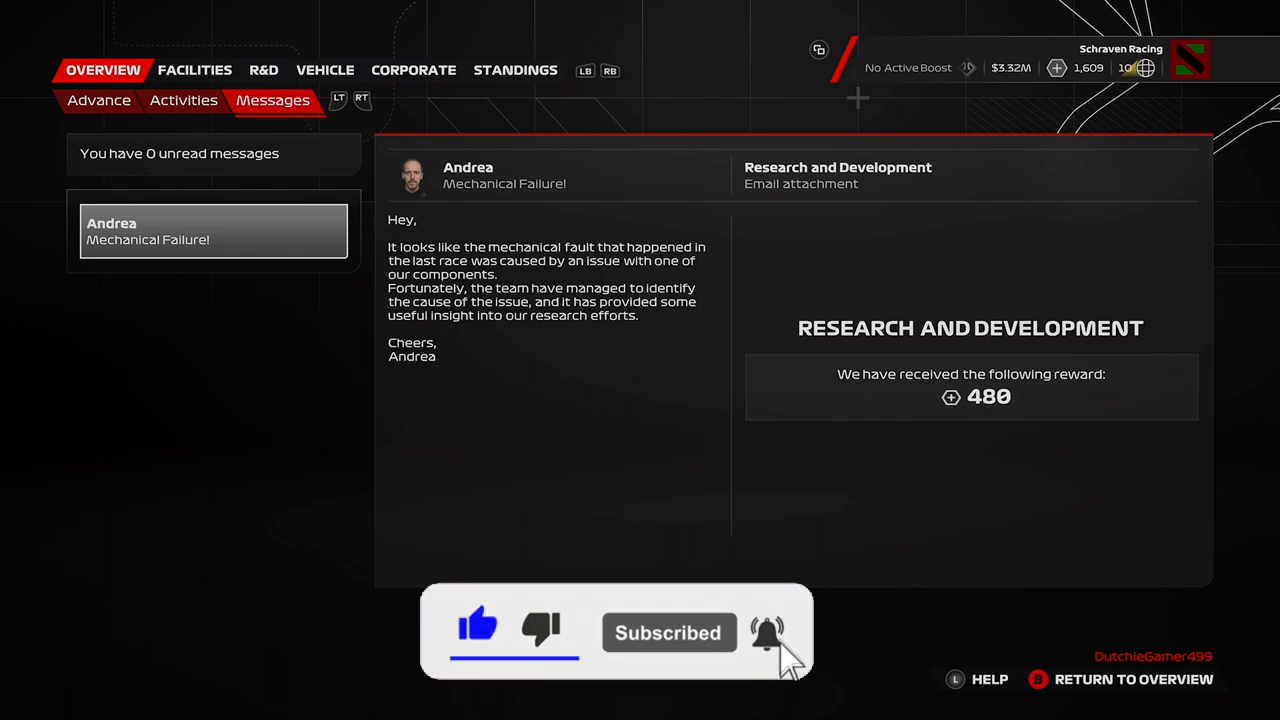 Schraven Racing
OVERVIEW FACILITIES R&D VEHICLE CORPORATE STANDINGS LB RB
No Active Boost $3.32M 1,609 10
Advance Activities Messages LT RT
You have 0 unread messages
Andrea
Mechanical Failure!
Andrea
Mechanical Failure!
Research and Development
Email attachment
Hey,
It looks like the mechanical fault that happened in
the last race was caused by an issue with one of
our components.
Fortunately, the team have managed to identify
the cause of the issue, and it has provided some
useful insight into our research efforts.
Cheers,
Andrea
RESEARCH AND DEVELOPMENT
We have received the following reward:
480
Subscribed
DutchieGamer499
L HELP B RETURN TO OVERVIEW